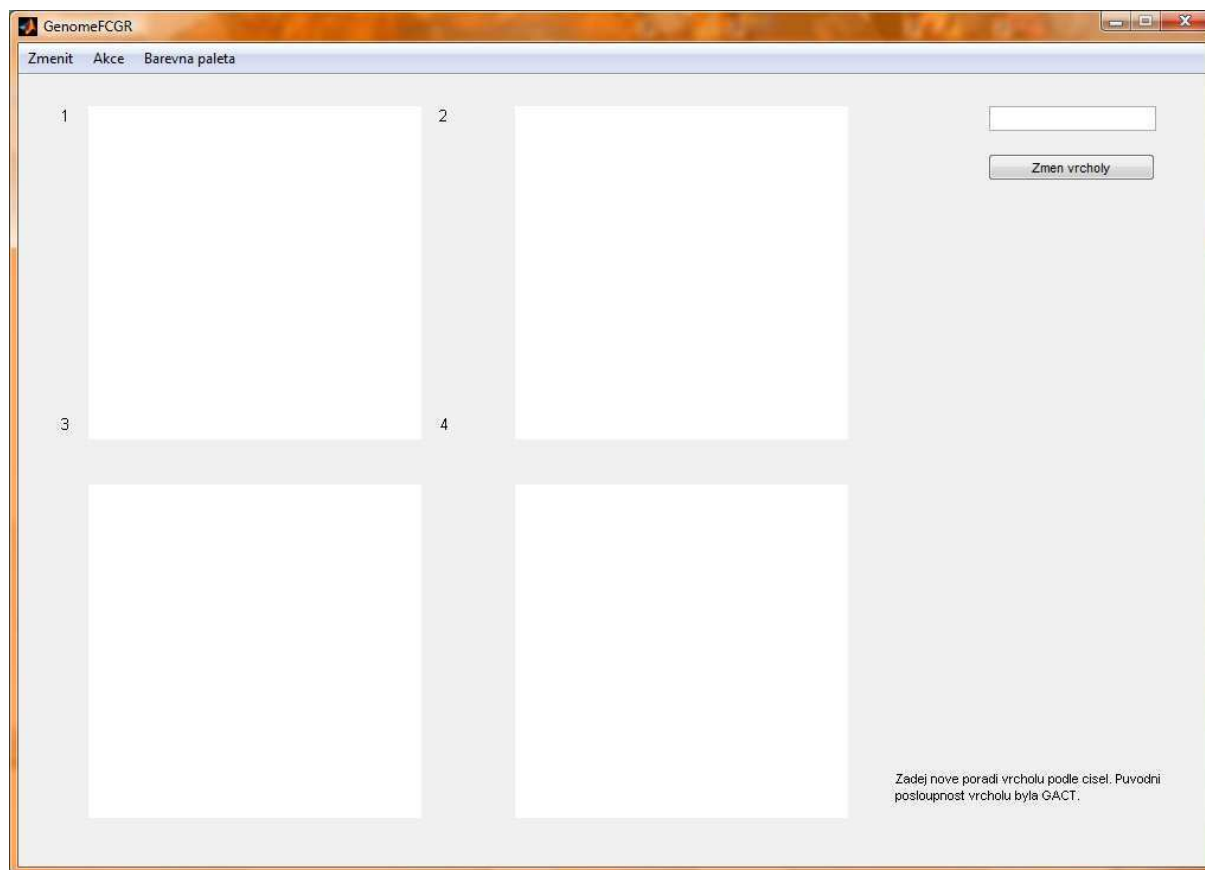 GenomeFCGR
Zmenit Akce Barevna paleta
1
2
Zmen vrcholy
3
4
Zadej nove poradi vrcholu podle cisel. Puvodni
posloupnost vrcholu byla GACT.